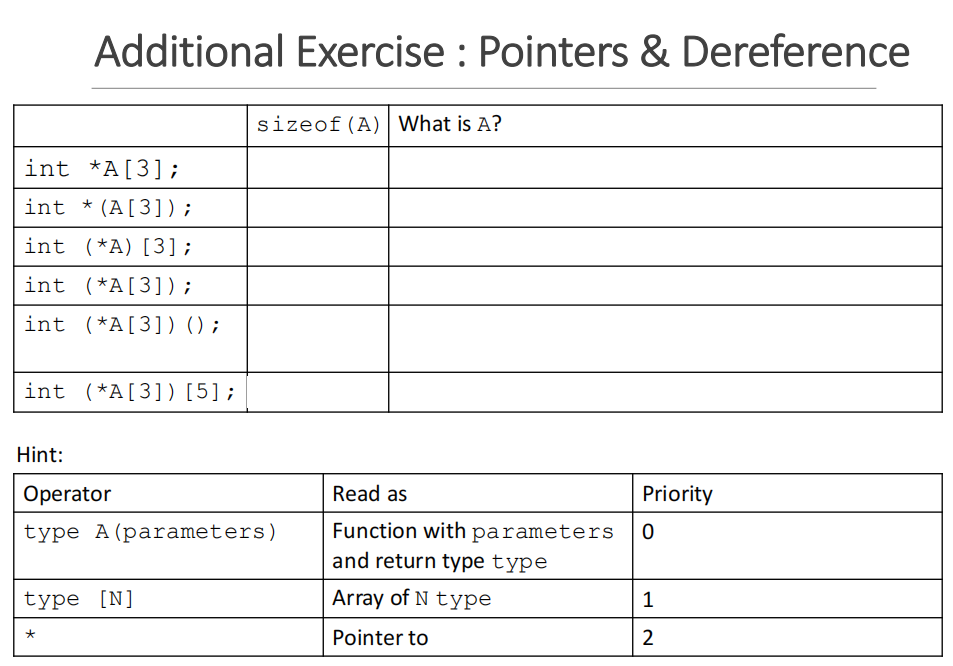 Additional Exercise : Pointers & Dereference
sizeof(A) What is A?
int *A[3];
int *(A[3]);
int (*A)[3];
int (*A[3]);
int (*A[3])();
int (*A[3])[5];
Hint:
Operator Read as Priority
type A(parameters) Function with parameters 0
and return type type
type [N] Array of N type 1
* Pointer to 2